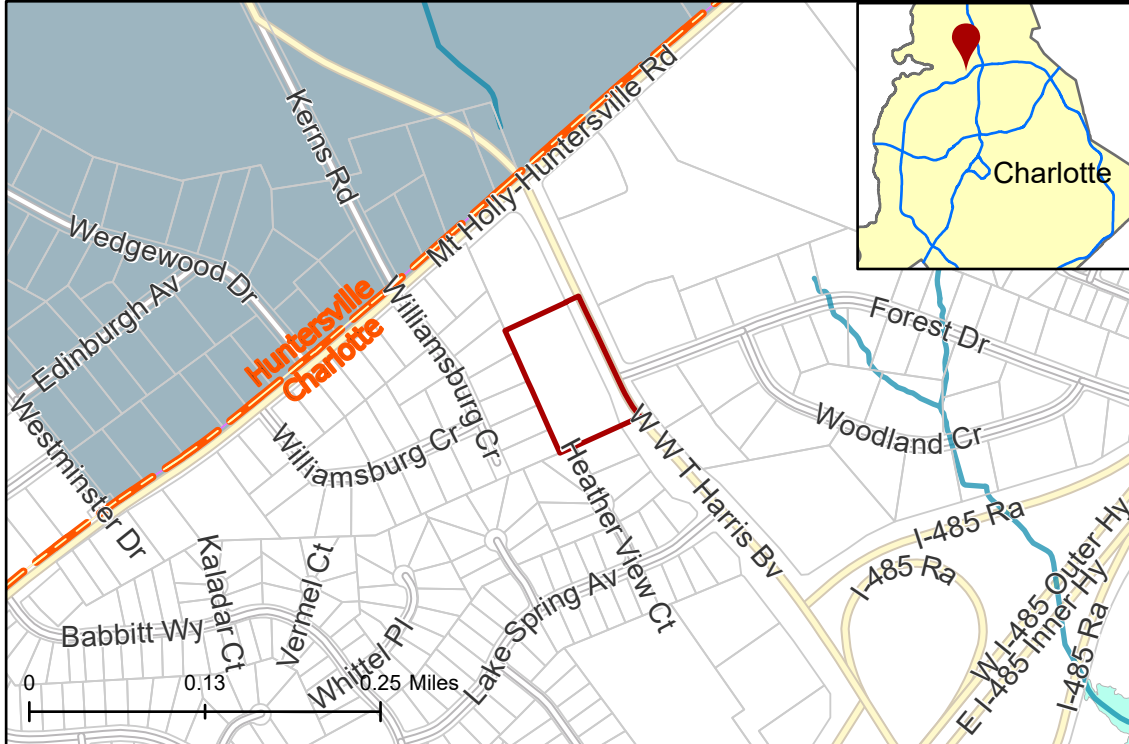 Charlotte
Kerns Rd
Mt Holly-Huntersville Rd
Wedgewood Dr
Edinburgh Av
Huntersville
Charlotte
Williamsburg Cr
Forest Dr
Woodland Cr
Westminster Dr
Williamsburg Cr
W W T Harris Bv
Heather View Ct
I-485 Ra
I-485 Ra
W I-485 Outer Hy
E I-485 Inner Hy
I-485 Ra
Kaladar Ct
Vermel Ct
Babbitt Wy
Whittel Pl
Lake Spring Av
0 0.13 0.25 Miles